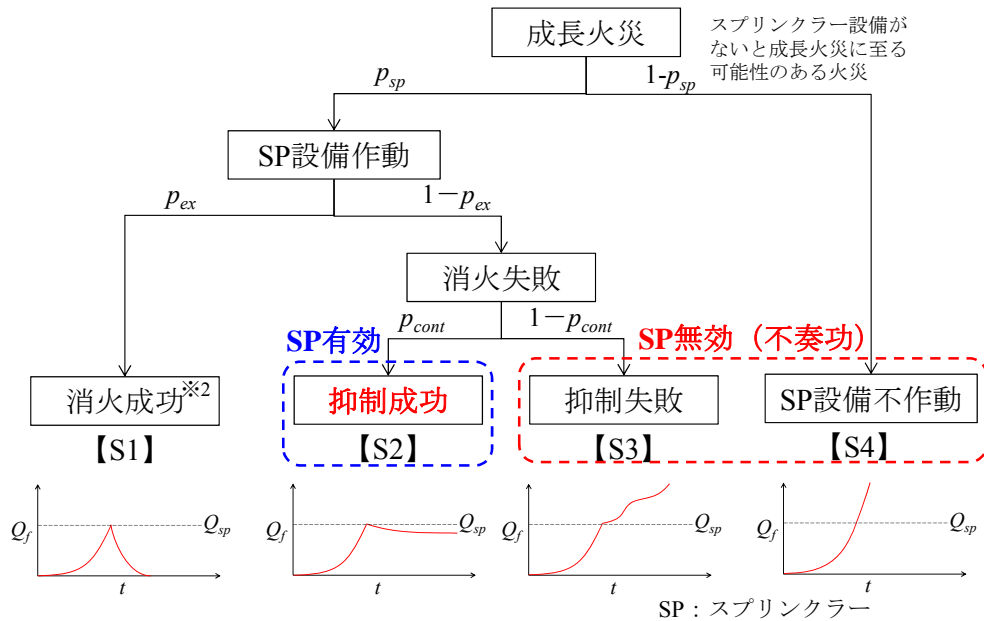 成長火災
スプリンクラー設備が
ないと成長火災に至る
可能性のある火災
p_sp
1-p_sp
SP設備作動
p_ex
1－p_ex
消火失敗
p_cont
1－p_cont
SP有効
SP無効（不奏功）
消火成功※2
抑制成功
抑制失敗
SP設備不作動
【S1】
【S2】
【S3】
【S4】
Q_f
Q_sp
t
Q_f
Q_sp
t
Q_f
Q_sp
t
Q_f
Q_sp
t
SP：スプリンクラー